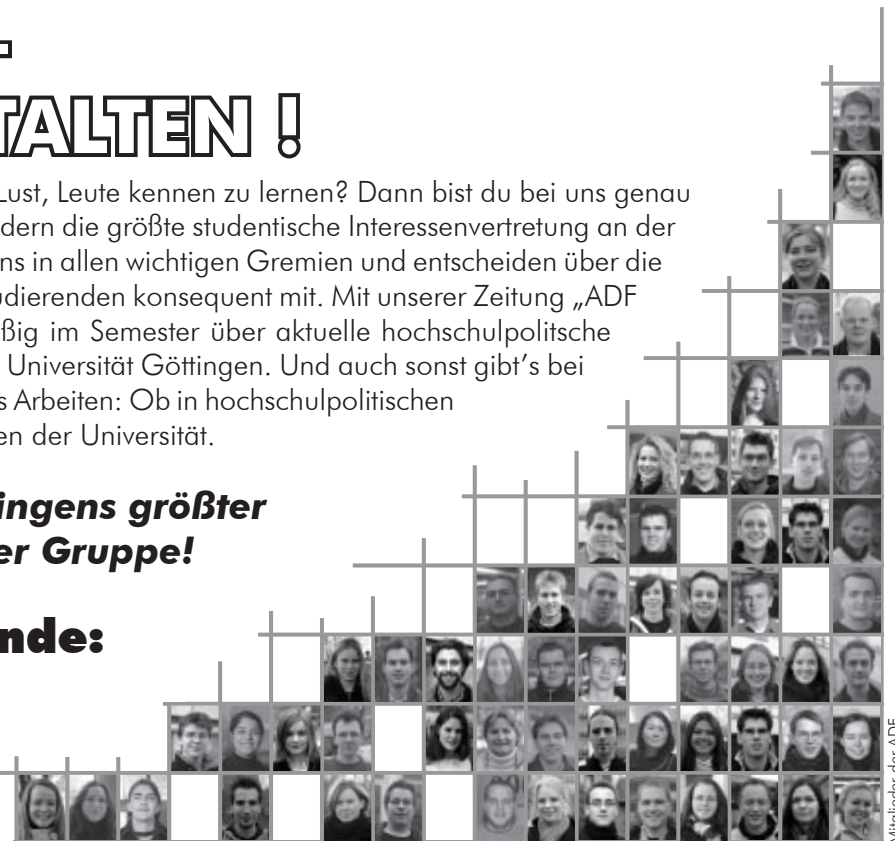 TALTEN !
Lust, Leute kennen zu lernen? Dann bist du bei uns genau
dern die größte studentische Interessenvertretung an der
ns in allen wichtigen Gremien und entscheiden über die
udierenden konsequent mit. Mit unserer Zeitung „ADF
ßig im Semester über aktuelle hochschulpolitsche
Universität Göttingen. Und auch sonst gibt’s bei
s Arbeiten: Ob in hochschulpolitischen
en der Universität.
ingens größter
er Gruppe!
nde:
Mitglieder der ADF